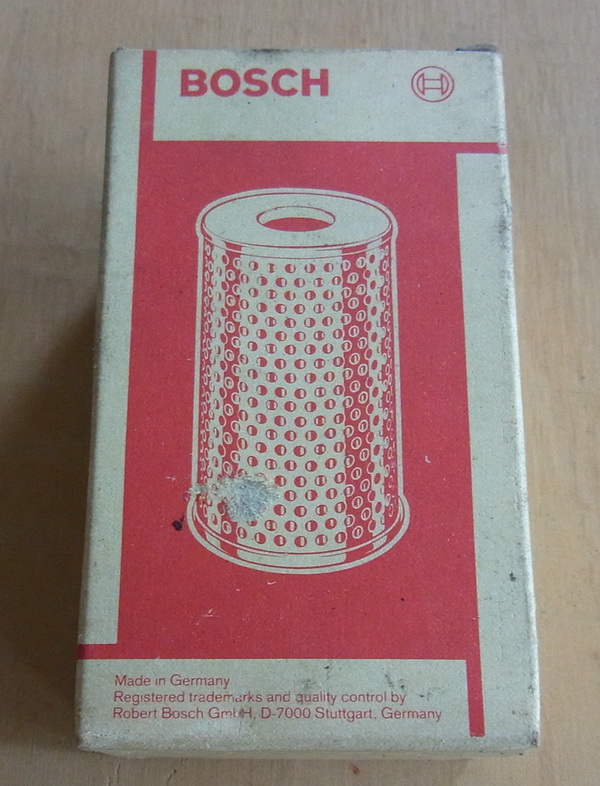 BOSCH
Made in Germany
Registered trademarks and quality control by
Robert Bosch GmbH, D-7000 Stuttgart, Germany